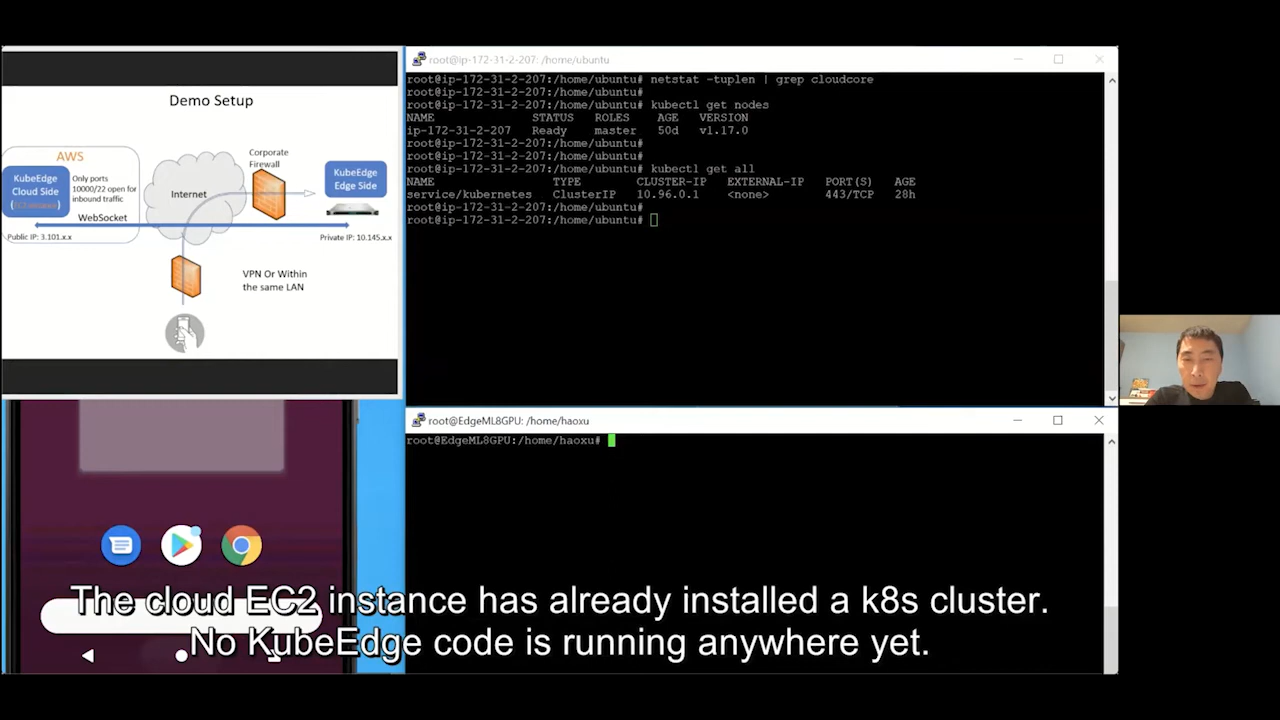 Demo Setup
AWS
KubeEdge
Cloud Side
(EC2 instance)
Only ports
10000/22 open for
inbound traffic
WebSocket
Public IP: 3.101.x.x
Internet
Corporate
Firewall
KubeEdge
Edge Side
Private IP: 10.145.x.x
VPN Or Within
the same LAN
root@ip-172-31-2-207: /home/ubuntu
root@ip-172-31-2-207:/home/ubuntu# netstat -tuplen | grep cloudcore
root@ip-172-31-2-207:/home/ubuntu#
root@ip-172-31-2-207:/home/ubuntu# kubectl get nodes
NAME STATUS ROLES AGE VERSION
ip-172-31-2-207 Ready master 50d v1.17.0
root@ip-172-31-2-207:/home/ubuntu#
root@ip-172-31-2-207:/home/ubuntu#
root@ip-172-31-2-207:/home/ubuntu# kubectl get all
NAME TYPE CLUSTER-IP EXTERNAL-IP PORT(S) AGE
service/kubernetes ClusterIP 10.96.0.1 <none> 443/TCP 28h
root@ip-172-31-2-207:/home/ubuntu#
root@ip-172-31-2-207:/home/ubuntu#
root@EdgeML8GPU: /home/haoxu
root@EdgeML8GPU:/home/haoxu#
The cloud EC2 instance has already installed a k8s cluster.
No KubeEdge code is running anywhere yet.